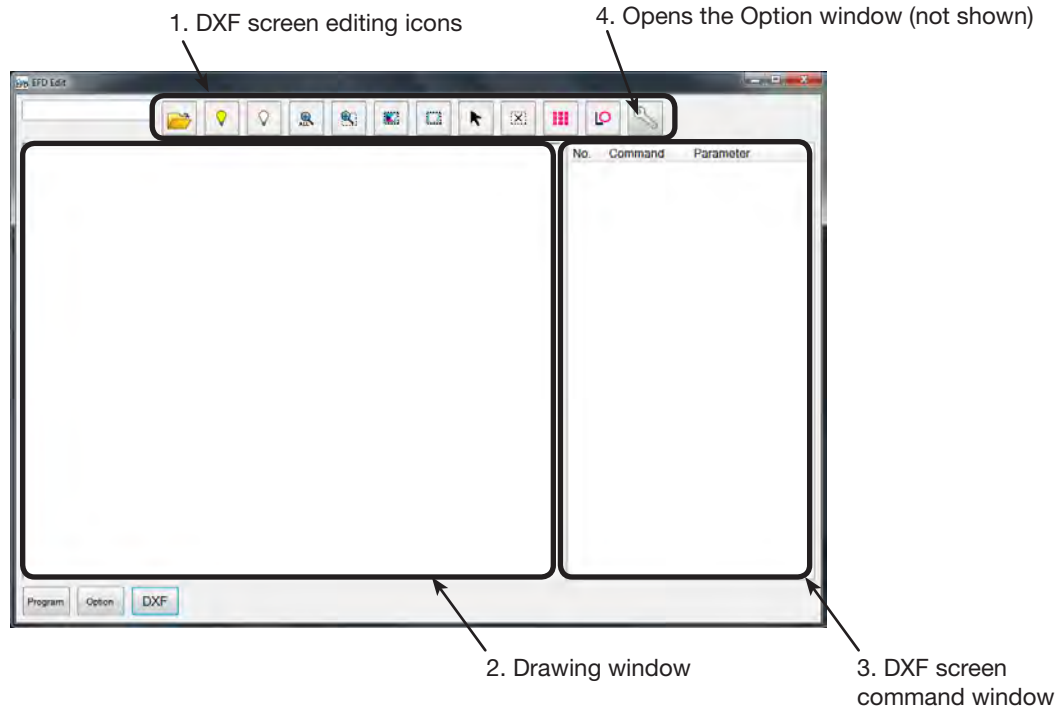 1. DXF screen editing icons
4. Opens the Option window (not shown)
EFD Edit
No. Command Parameter
Program Option DXF
2. Drawing window
3. DXF screen
command window